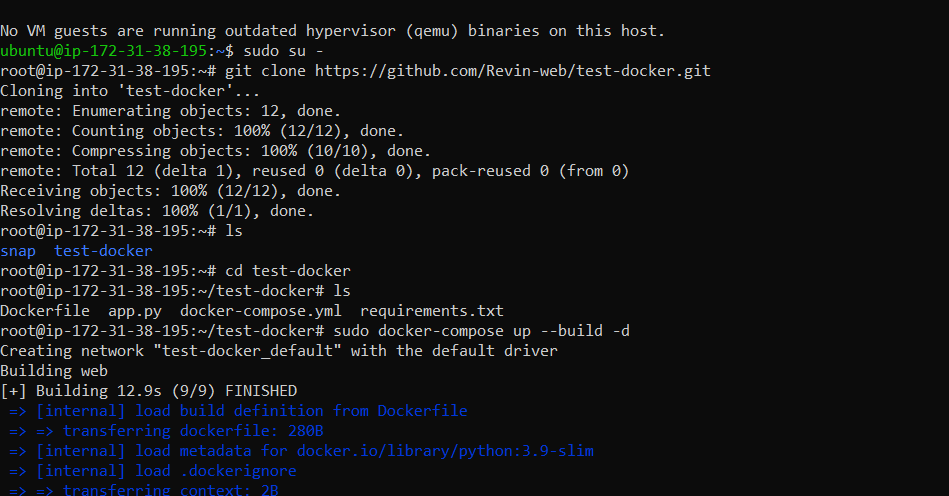 No VM guests are running outdated hypervisor (qemu) binaries on this host.
ubuntu@ip-172-31-38-195:~$ sudo su -
root@ip-172-31-38-195:~# git clone https://github.com/Revin-web/test-docker.git
Cloning into 'test-docker'...
remote: Enumerating objects: 12, done.
remote: Counting objects: 100% (12/12), done.
remote: Compressing objects: 100% (10/10), done.
remote: Total 12 (delta 1), reused 0 (delta 0), pack-reused 0 (from 0)
Receiving objects: 100% (12/12), done.
Resolving deltas: 100% (1/1), done.
root@ip-172-31-38-195:~# ls
snap  test-docker
root@ip-172-31-38-195:~# cd test-docker
root@ip-172-31-38-195:~/test-docker# ls
Dockerfile  app.py  docker-compose.yml  requirements.txt
root@ip-172-31-38-195:~/test-docker# sudo docker-compose up --build -d
Creating network "test-docker_default" with the default driver
Building web
[+] Building 12.9s (9/9) FINISHED
=> [internal] load build definition from Dockerfile
=> => transferring dockerfile: 280B
=> [internal] load metadata for docker.io/library/python:3.9-slim
=> [internal] load .dockerignore
=> => transferring context: 2B